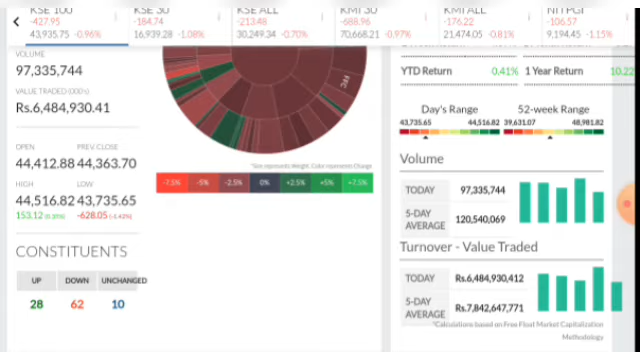 KSE 100 KSE 30 KSE ALL KMI 30 KMI ALL NITPGI
-427.95 -184.74 -213.48 -688.96 -176.22 -106.57
43,935.75 -0.96% 16,939.28 -1.08% 30,249.34 -0.70% 70,668.21 -0.97% 21,474.05 -0.81% 9,194.45 -1.15%
VOLUME
97,335,744
VALUE TRADED (000's)
Rs.6,484,930.41
OPEN PREV. CLOSE
44,412.88 44,363.70
HIGH LOW
44,516.82 43,735.65
153.12 -628.05
CONSTITUENTS
UP DOWN UNCHANGED
28 62 10
*Size represents Weight, Color represents Change
-7.5% -5% -2.5% 0% +2.5% +5% +7.5%
YTD Return 0.41% 1 Year Return 10.22
Day's Range 52-week Range
43,735.65 44,516.82 39,631.07 48,981.82
Volume
TODAY 97,335,744
5-DAY AVERAGE 120,540,069
Turnover - Value Traded
TODAY Rs.6,484,930,412
5-DAY AVERAGE Rs.7,842,647,771
*Calculations based on Free Float Market Capitalization
Methodology